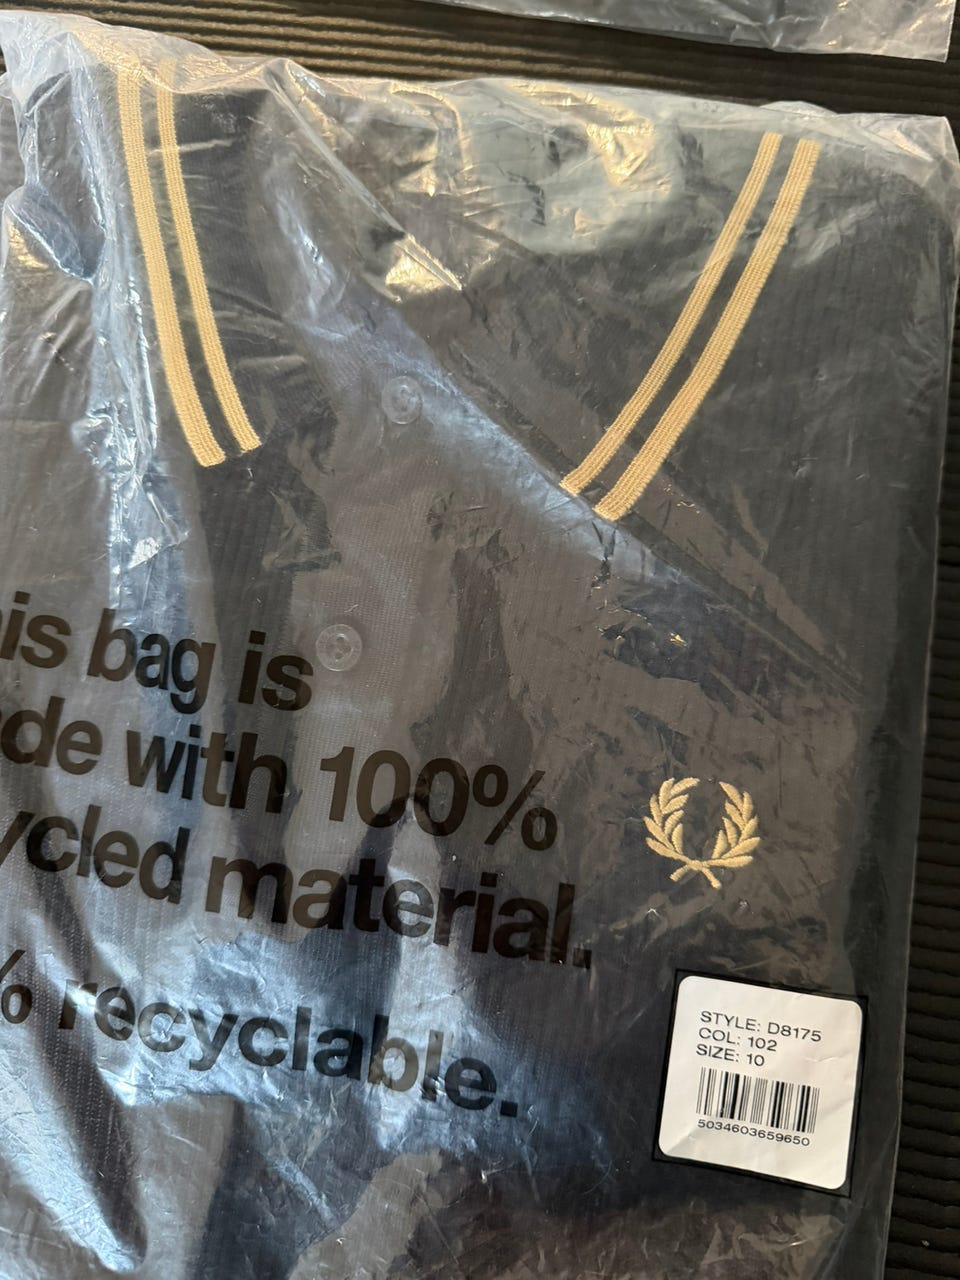 is bag is
de with 100%
ycled material.
% recyclable.
STYLE: D8175
COL: 102
SIZE: 10
5034603659650